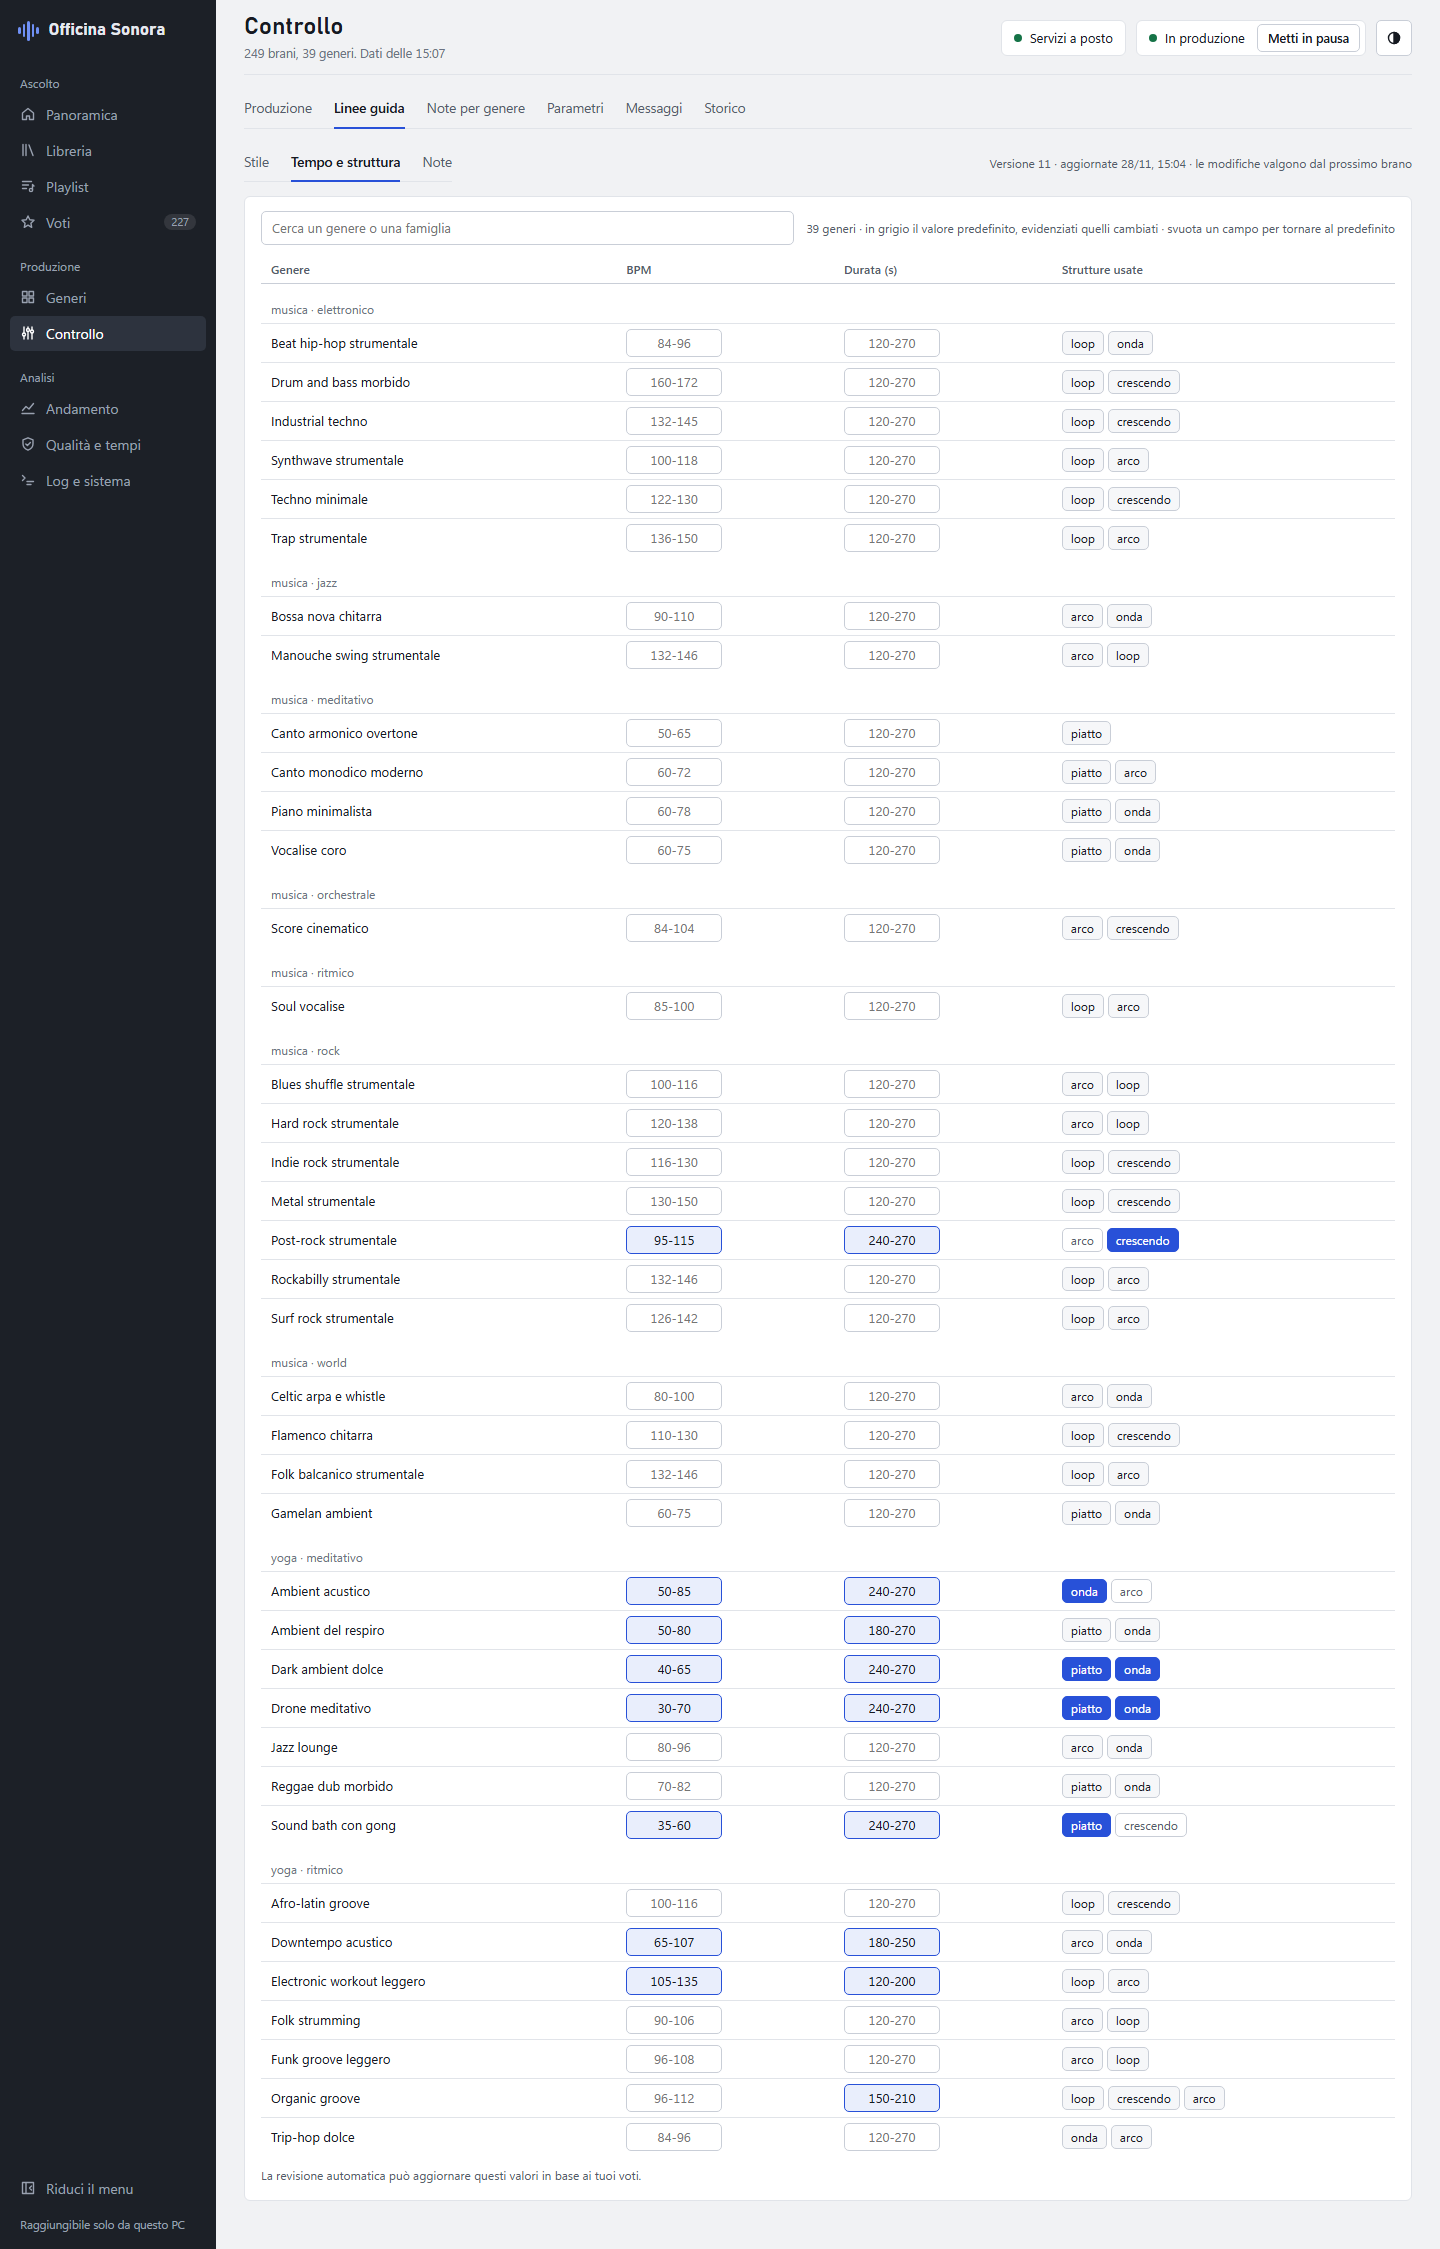 Officina Sonora
Ascolto
Panoramica
Libreria
Playlist
Voti 227
Produzione
Generi
Controllo
Analisi
Andamento
Qualità e tempi
Log e sistema
Riduci il menu
Raggiungibile solo da questo PC
Controllo
249 brani, 39 generi. Dati delle 15:07
Servizi a posto
In produzione Metti in pausa
Produzione Linee guida Note per genere Parametri Messaggi Storico
Stile Tempo e struttura Note
Versione 11 · aggiornate 28/11, 15:04 · le modifiche valgono dal prossimo brano
Cerca un genere o una famiglia
39 generi · in grigio il valore predefinito, evidenziati quelli cambiati · svuota un campo per tornare al predefinito
Genere BPM Durata (s) Strutture usate
musica · elettronico
Beat hip-hop strumentale 84-96 120-270 loop onda
Drum and bass morbido 160-172 120-270 loop crescendo
Industrial techno 132-145 120-270 loop crescendo
Synthwave strumentale 100-118 120-270 loop arco
Techno minimale 122-130 120-270 loop crescendo
Trap strumentale 136-150 120-270 loop arco
musica · jazz
Bossa nova chitarra 90-110 120-270 arco onda
Manouche swing strumentale 132-146 120-270 arco loop
musica · meditativo
Canto armonico overtone 50-65 120-270 piatto
Canto monodico moderno 60-72 120-270 piatto arco
Piano minimalista 60-78 120-270 piatto onda
Vocalise coro 60-75 120-270 piatto onda
musica · orchestrale
Score cinematico 84-104 120-270 arco crescendo
musica · ritmico
Soul vocalise 85-100 120-270 loop arco
musica · rock
Blues shuffle strumentale 100-116 120-270 arco loop
Hard rock strumentale 120-138 120-270 arco loop
Indie rock strumentale 116-130 120-270 loop crescendo
Metal strumentale 130-150 120-270 loop crescendo
Post-rock strumentale 95-115 240-270 arco crescendo
Rockabilly strumentale 132-146 120-270 loop arco
Surf rock strumentale 126-142 120-270 loop arco
musica · world
Celtic arpa e whistle 80-100 120-270 arco onda
Flamenco chitarra 110-130 120-270 loop crescendo
Folk balcanico strumentale 132-146 120-270 loop arco
Gamelan ambient 60-75 120-270 piatto onda
yoga · meditativo
Ambient acustico 50-85 240-270 onda arco
Ambient del respiro 50-80 180-270 piatto onda
Dark ambient dolce 40-65 240-270 piatto onda
Drone meditativo 30-70 240-270 piatto onda
Jazz lounge 80-96 120-270 arco onda
Reggae dub morbido 70-82 120-270 piatto onda
Sound bath con gong 35-60 240-270 piatto crescendo
yoga · ritmico
Afro-latin groove 100-116 120-270 loop crescendo
Downtempo acustico 65-107 180-250 arco onda
Electronic workout leggero 105-135 120-200 loop arco
Folk strumming 90-106 120-270 arco loop
Funk groove leggero 96-108 120-270 arco loop
Organic groove 96-112 150-210 loop crescendo arco
Trip-hop dolce 84-96 120-270 onda arco
La revisione automatica può aggiornare questi valori in base ai tuoi voti.